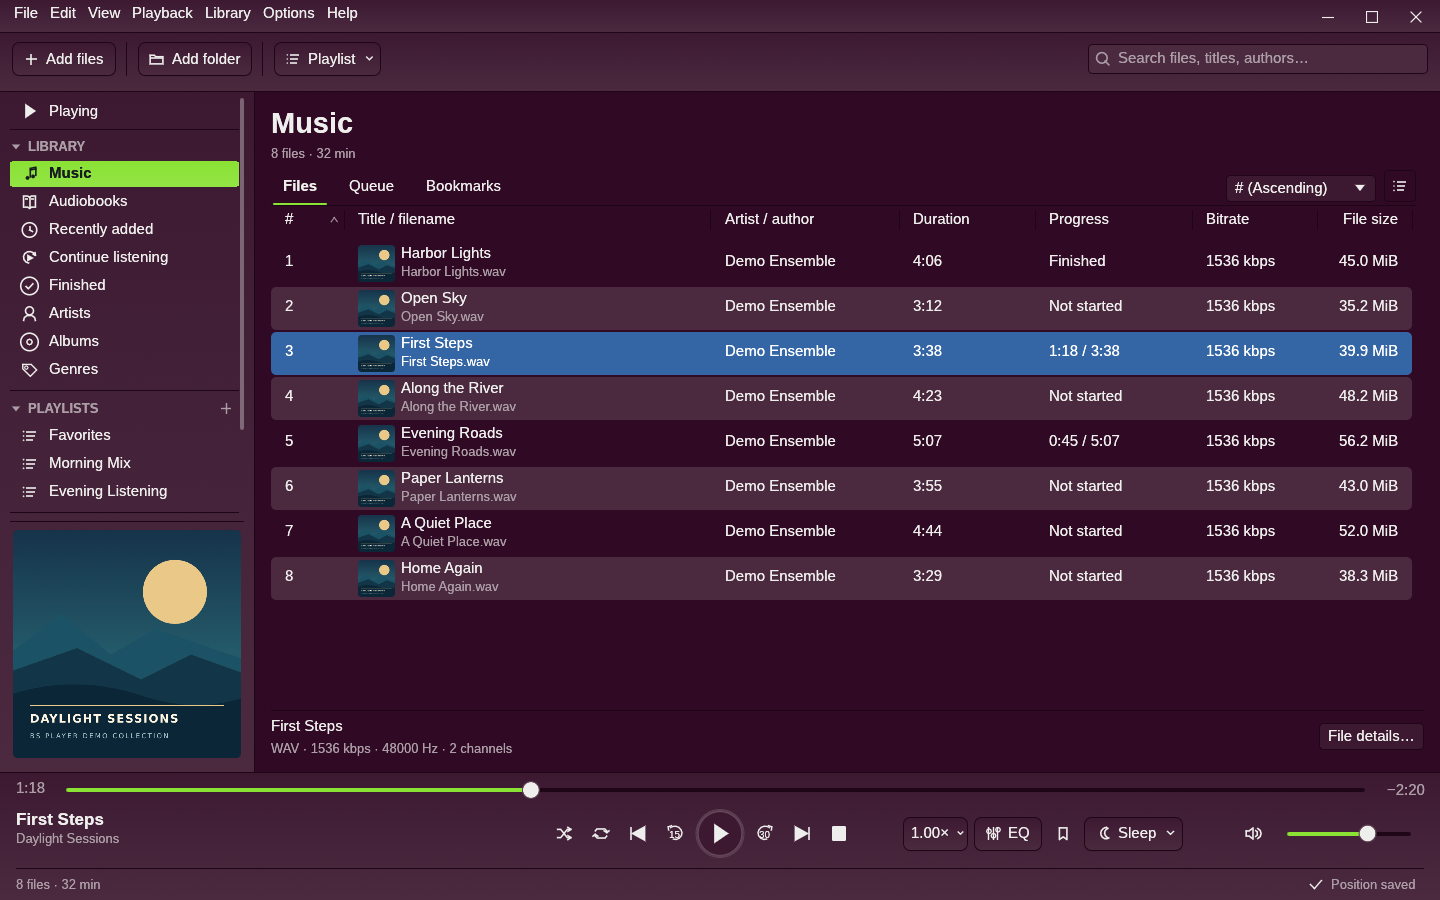 File Edit View Playback Library Options Help
Add files Add folder Playlist Search files, titles, authors…
Playing
LIBRARY
Music
Audiobooks
Recently added
Continue listening
Finished
Artists
Albums
Genres
PLAYLISTS
Favorites
Morning Mix
Evening Listening
DAYLIGHT SESSIONS
BS PLAYER DEMO COLLECTION
Music
8 files · 32 min
Files Queue Bookmarks # (Ascending)
# Title / filename Artist / author Duration Progress Bitrate File size
1 Harbor Lights Demo Ensemble 4:06 Finished 1536 kbps 45.0 MiB
Harbor Lights.wav
2 Open Sky Demo Ensemble 3:12 Not started 1536 kbps 35.2 MiB
Open Sky.wav
3 First Steps Demo Ensemble 3:38 1:18 / 3:38 1536 kbps 39.9 MiB
First Steps.wav
4 Along the River Demo Ensemble 4:23 Not started 1536 kbps 48.2 MiB
Along the River.wav
5 Evening Roads Demo Ensemble 5:07 0:45 / 5:07 1536 kbps 56.2 MiB
Evening Roads.wav
6 Paper Lanterns Demo Ensemble 3:55 Not started 1536 kbps 43.0 MiB
Paper Lanterns.wav
7 A Quiet Place Demo Ensemble 4:44 Not started 1536 kbps 52.0 MiB
A Quiet Place.wav
8 Home Again Demo Ensemble 3:29 Not started 1536 kbps 38.3 MiB
Home Again.wav
First Steps
WAV · 1536 kbps · 48000 Hz · 2 channels
File details…
1:18 −2:20
First Steps
Daylight Sessions
15 30 1.00× EQ Sleep
8 files · 32 min Position saved